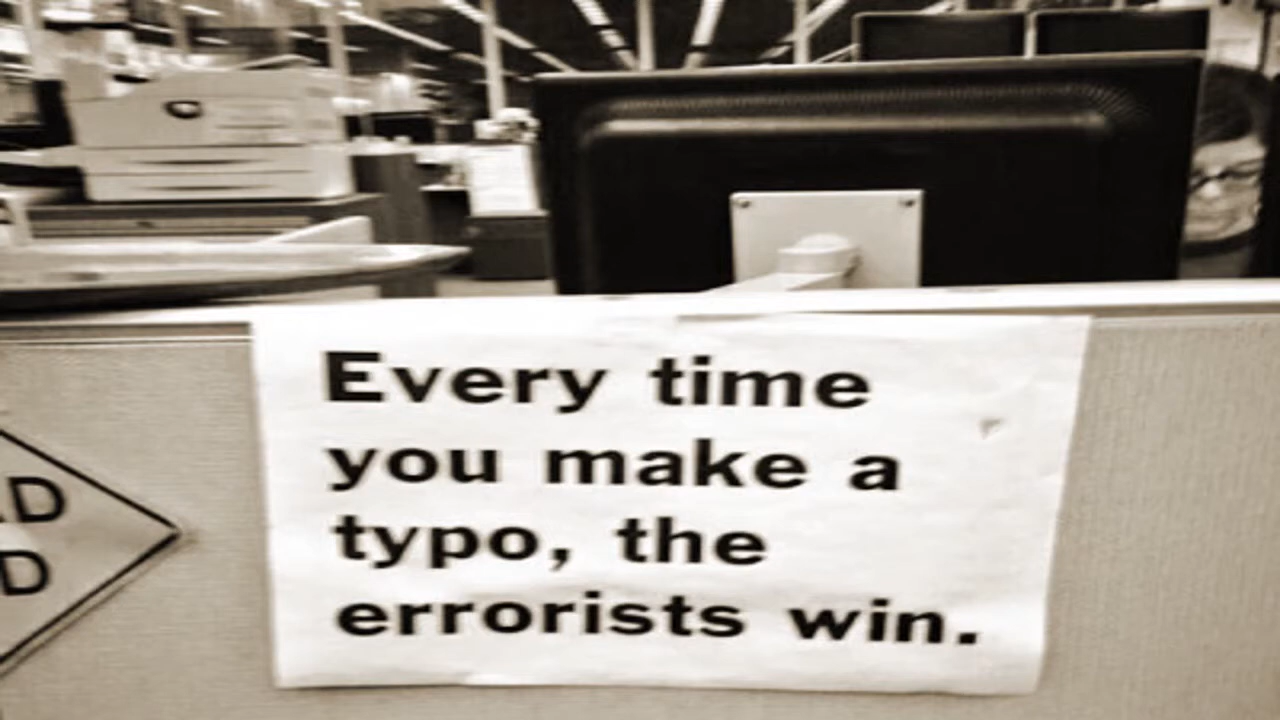 Every time
you make a
typo, the
errorists win.
D
D